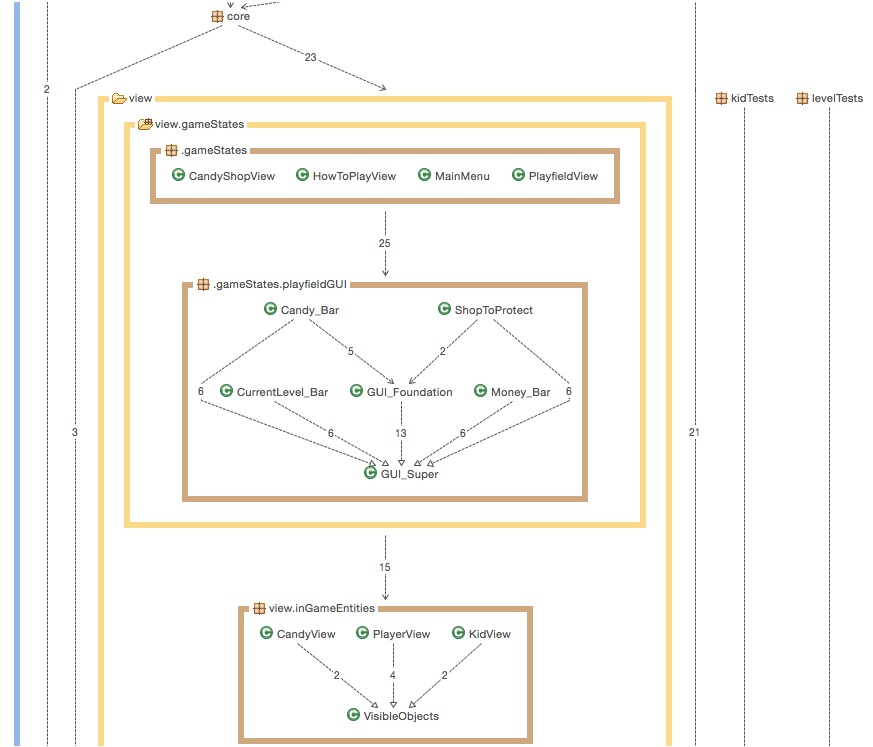 core
23
2
view
kidTests
levelTests
view.gameStates
.gameStates
CandyShopView HowToPlayView MainMenu PlayfieldView
25
.gameStates.playfieldGUI
Candy_Bar ShopToProtect
5 2
6 CurrentLevel_Bar GUI_Foundation Money_Bar 6
3 6 13 6 21
GUI_Super
15
view.inGameEntities
CandyView PlayerView KidView
2 4 2
VisibleObjects